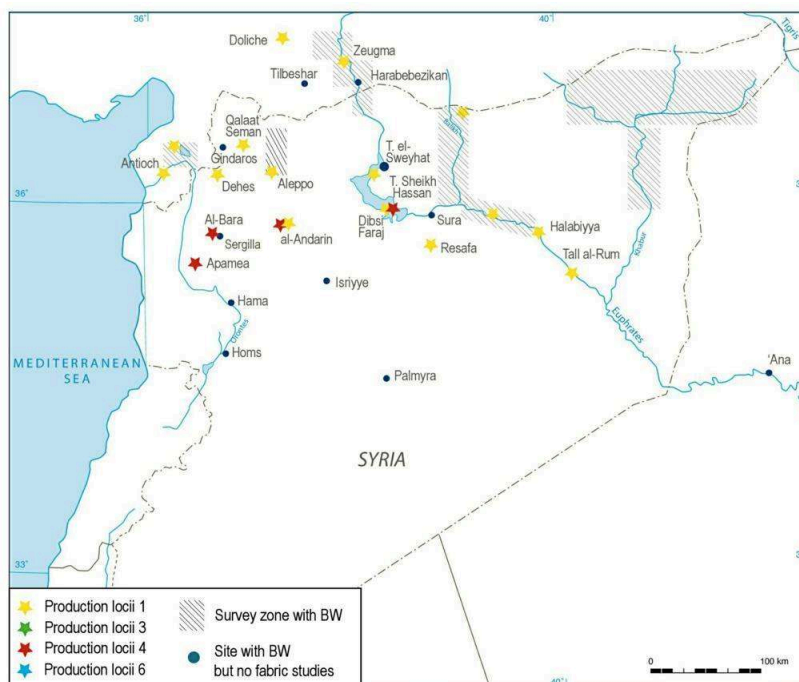 36°
40°
Tigris
Doliche
Zeugma
Tilbeshar
Harabebezikan
Qalaat
Seman
Balikh
Gindaros
T. el-
Sweyhat
Antioch
36°
Dehes
Aleppo
T. Sheikh
Hassan
Al-Bara
Dibsi
Faraj
Sura
Halabiyya
Khabur
Sergilla
al-Andarin
Resafa
Apamea
Tall al-Rum
Isriyye
Hama
Orontes
Euphrates
Homs
MEDITERRANEAN
SEA
Palmyra
'Ana
SYRIA
33°
Production locii 1
Production locii 3
Production locii 4
Production locii 6
Survey zone with BW
Site with BW
but no fabric studies
0 100 km